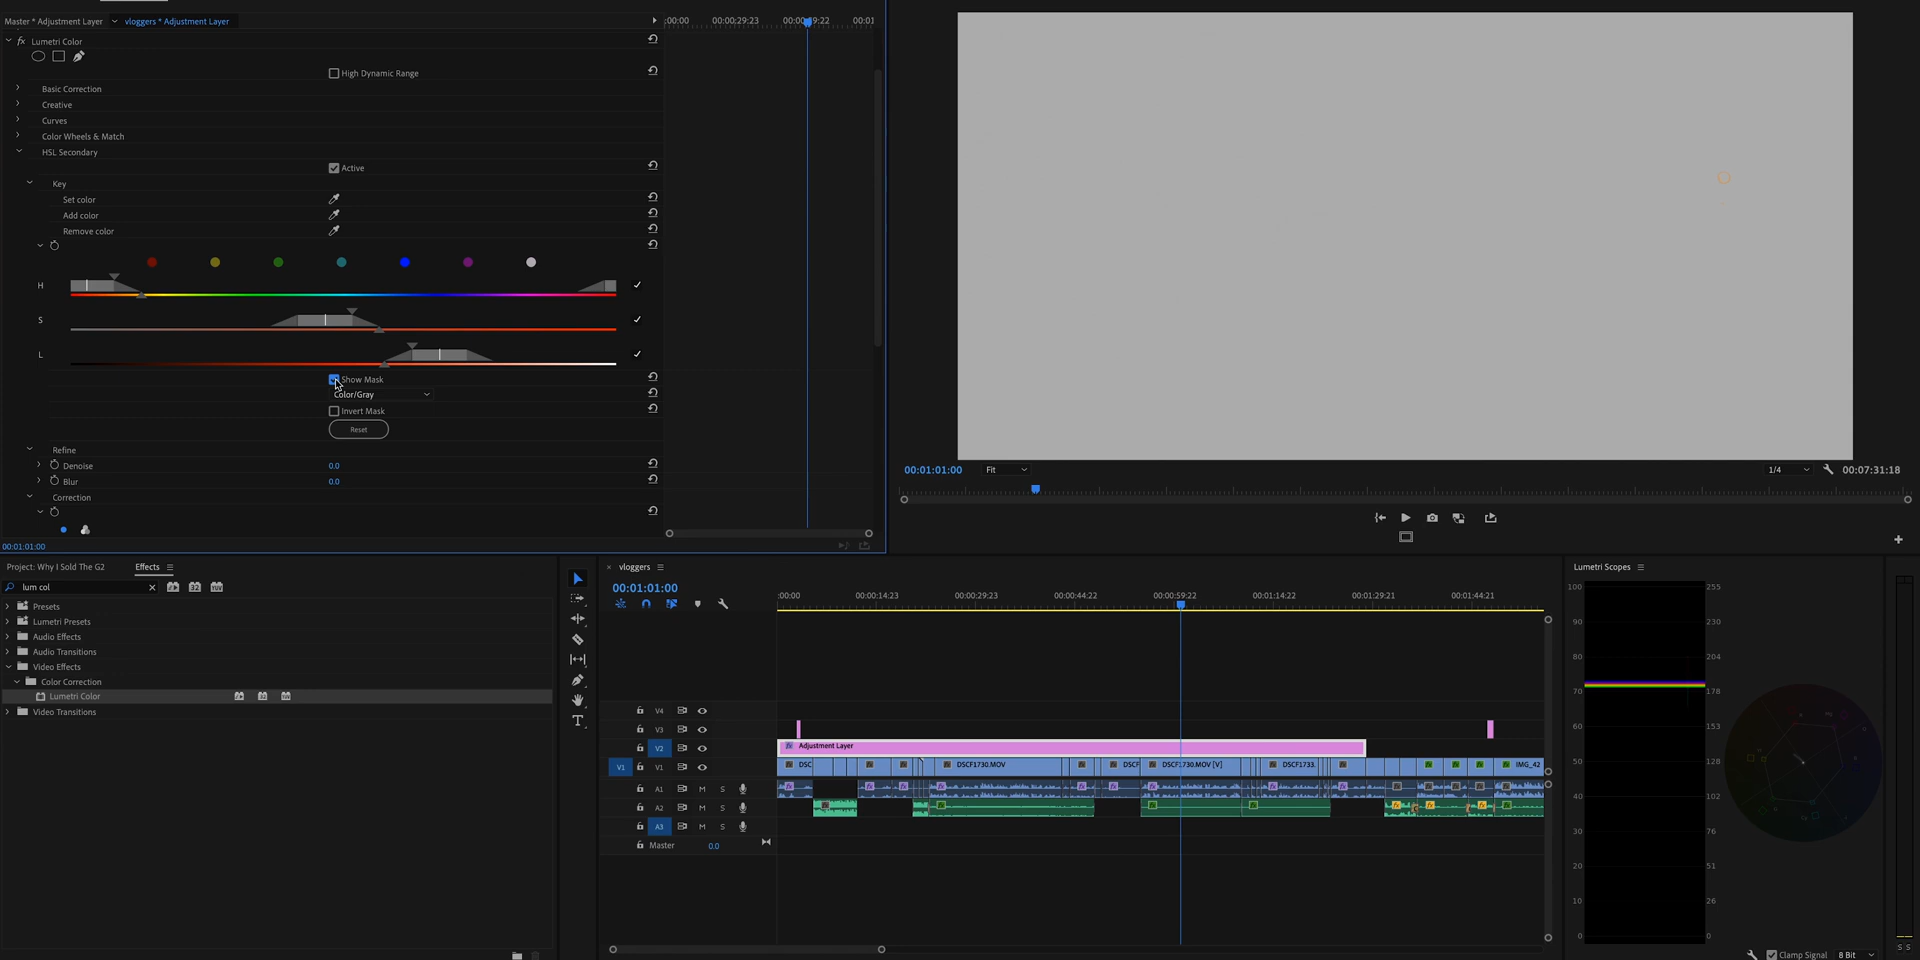 Master * Adjustment Layer vloggers * Adjustment Layer
:00:00 00:00:29:23 00:01
Lumetri Color
High Dynamic Range
Basic Correction
Creative
Curves
Color Wheels & Match
HSL Secondary
Active
Key
Set color
Add color
Remove color
H
S
L
Show Mask
Color/Gray
Invert Mask
Reset
Refine
Denoise 0.0
Blur 0.0
Correction
00:01:01:00
00:01:01:00 Fit 1/4 00:07:31:18
Project: Why I Sold The G2 Effects
lum col
Presets
Lumetri Presets
Audio Effects
Audio Transitions
Video Effects
Color Correction
Lumetri Color
Video Transitions
vloggers
00:01:01:00
:00:00 00:00:14:23 00:00:29:23 00:00:44:22 00:00:59:22 00:01:14:22 00:01:29:21 00:01:44:21
V4
V3
V2 Adjustment Layer
V1 V1 DSC DSCF1730.MOV DSCF DSCF1730.MOV [V] DSCF1733. IMG_42
A1 M S
A2 M S
A3 M S
Master 0.0
Lumetri Scopes
100 255
90 230
80 204
70 178
60 153
50 128
40 102
30 76
20 51
10 26
0 0
Clamp Signal 8 Bit
S S